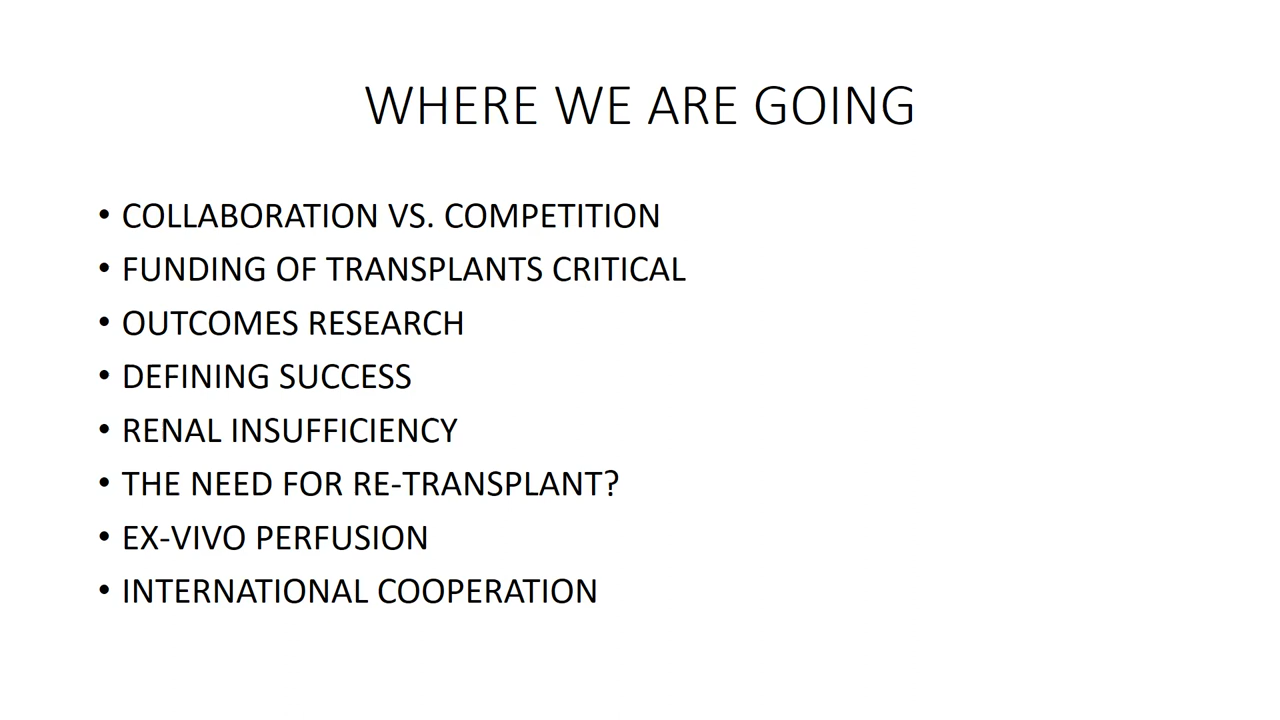 WHERE WE ARE GOING
• COLLABORATION VS. COMPETITION
• FUNDING OF TRANSPLANTS CRITICAL
• OUTCOMES RESEARCH
• DEFINING SUCCESS
• RENAL INSUFFICIENCY
• THE NEED FOR RE-TRANSPLANT?
• EX-VIVO PERFUSION
• INTERNATIONAL COOPERATION